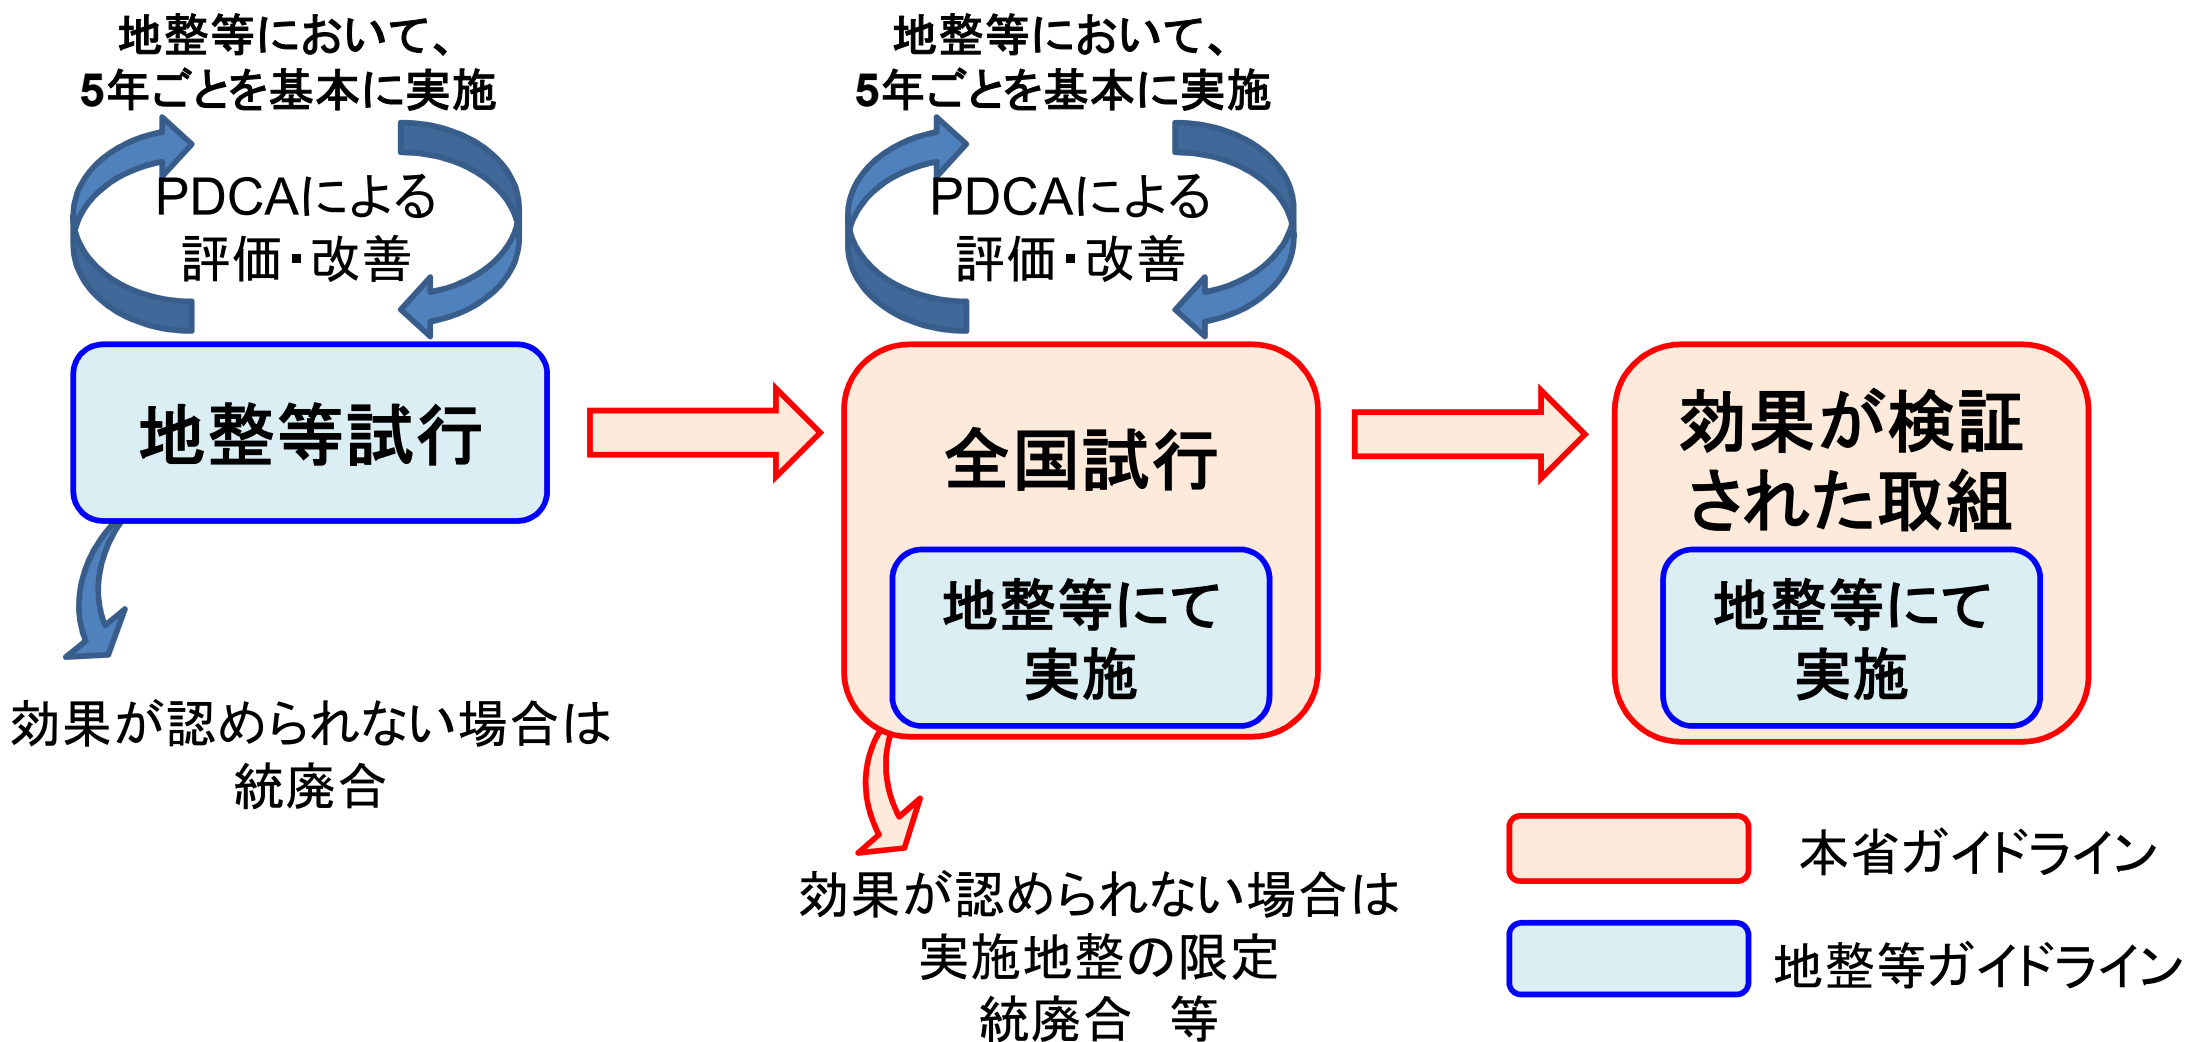 地整等において、
5年ごとを基本に実施
PDCAによる
評価・改善
地整等試行
効果が認められない場合は
統廃合
地整等において、
5年ごとを基本に実施
PDCAによる
評価・改善
全国試行
地整等にて
実施
効果が認められない場合は
実施地整の限定
統廃合　等
効果が検証
された取組
地整等にて
実施
本省ガイドライン
地整等ガイドライン